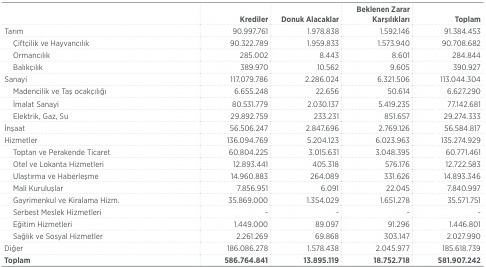 Beklenen Zarar
Krediler Donuk Alacaklar Karşılıkları Toplam
Tarım 90.997.761 1.978.838 1.592.146 91.384.453
Çiftçilik ve Hayvancılık 90.322.789 1.959.833 1.573.940 90.708.682
Ormancılık 285.002 8.443 8.601 284.844
Balıkçılık 389.970 10.562 9.605 390.927
Sanayi 117.079.786 2.286.024 6.321.506 113.044.304
Madencilik ve Taş ocakçılığı 6.655.248 22.656 50.614 6.627.290
İmalat Sanayi 80.531.779 2.030.137 5.419.235 77.142.681
Elektrik, Gaz, Su 29.892.759 233.231 851.657 29.274.333
İnşaat 56.506.247 2.847.696 2.769.126 56.584.817
Hizmetler 136.094.769 5.204.123 6.023.963 135.274.929
Toptan ve Perakende Ticaret 60.804.225 3.015.631 3.048.395 60.771.461
Otel ve Lokanta Hizmetleri 12.893.441 405.318 576.176 12.722.583
Ulaştırma ve Haberleşme 14.960.883 264.089 331.626 14.893.346
Mali Kuruluşlar 7.856.951 6.091 22.045 7.840.997
Gayrimenkul ve Kiralama Hizm. 35.869.000 1.354.029 1.651.278 35.571.751
Serbest Meslek Hizmetleri - - - -
Eğitim Hizmetleri 1.449.000 89.097 91.296 1.446.801
Sağlık ve Sosyal Hizmetler 2.261.269 69.868 303.147 2.027.990
Diğer 186.086.278 1.578.438 2.045.977 185.618.739
Toplam 586.764.841 13.895.119 18.752.718 581.907.242